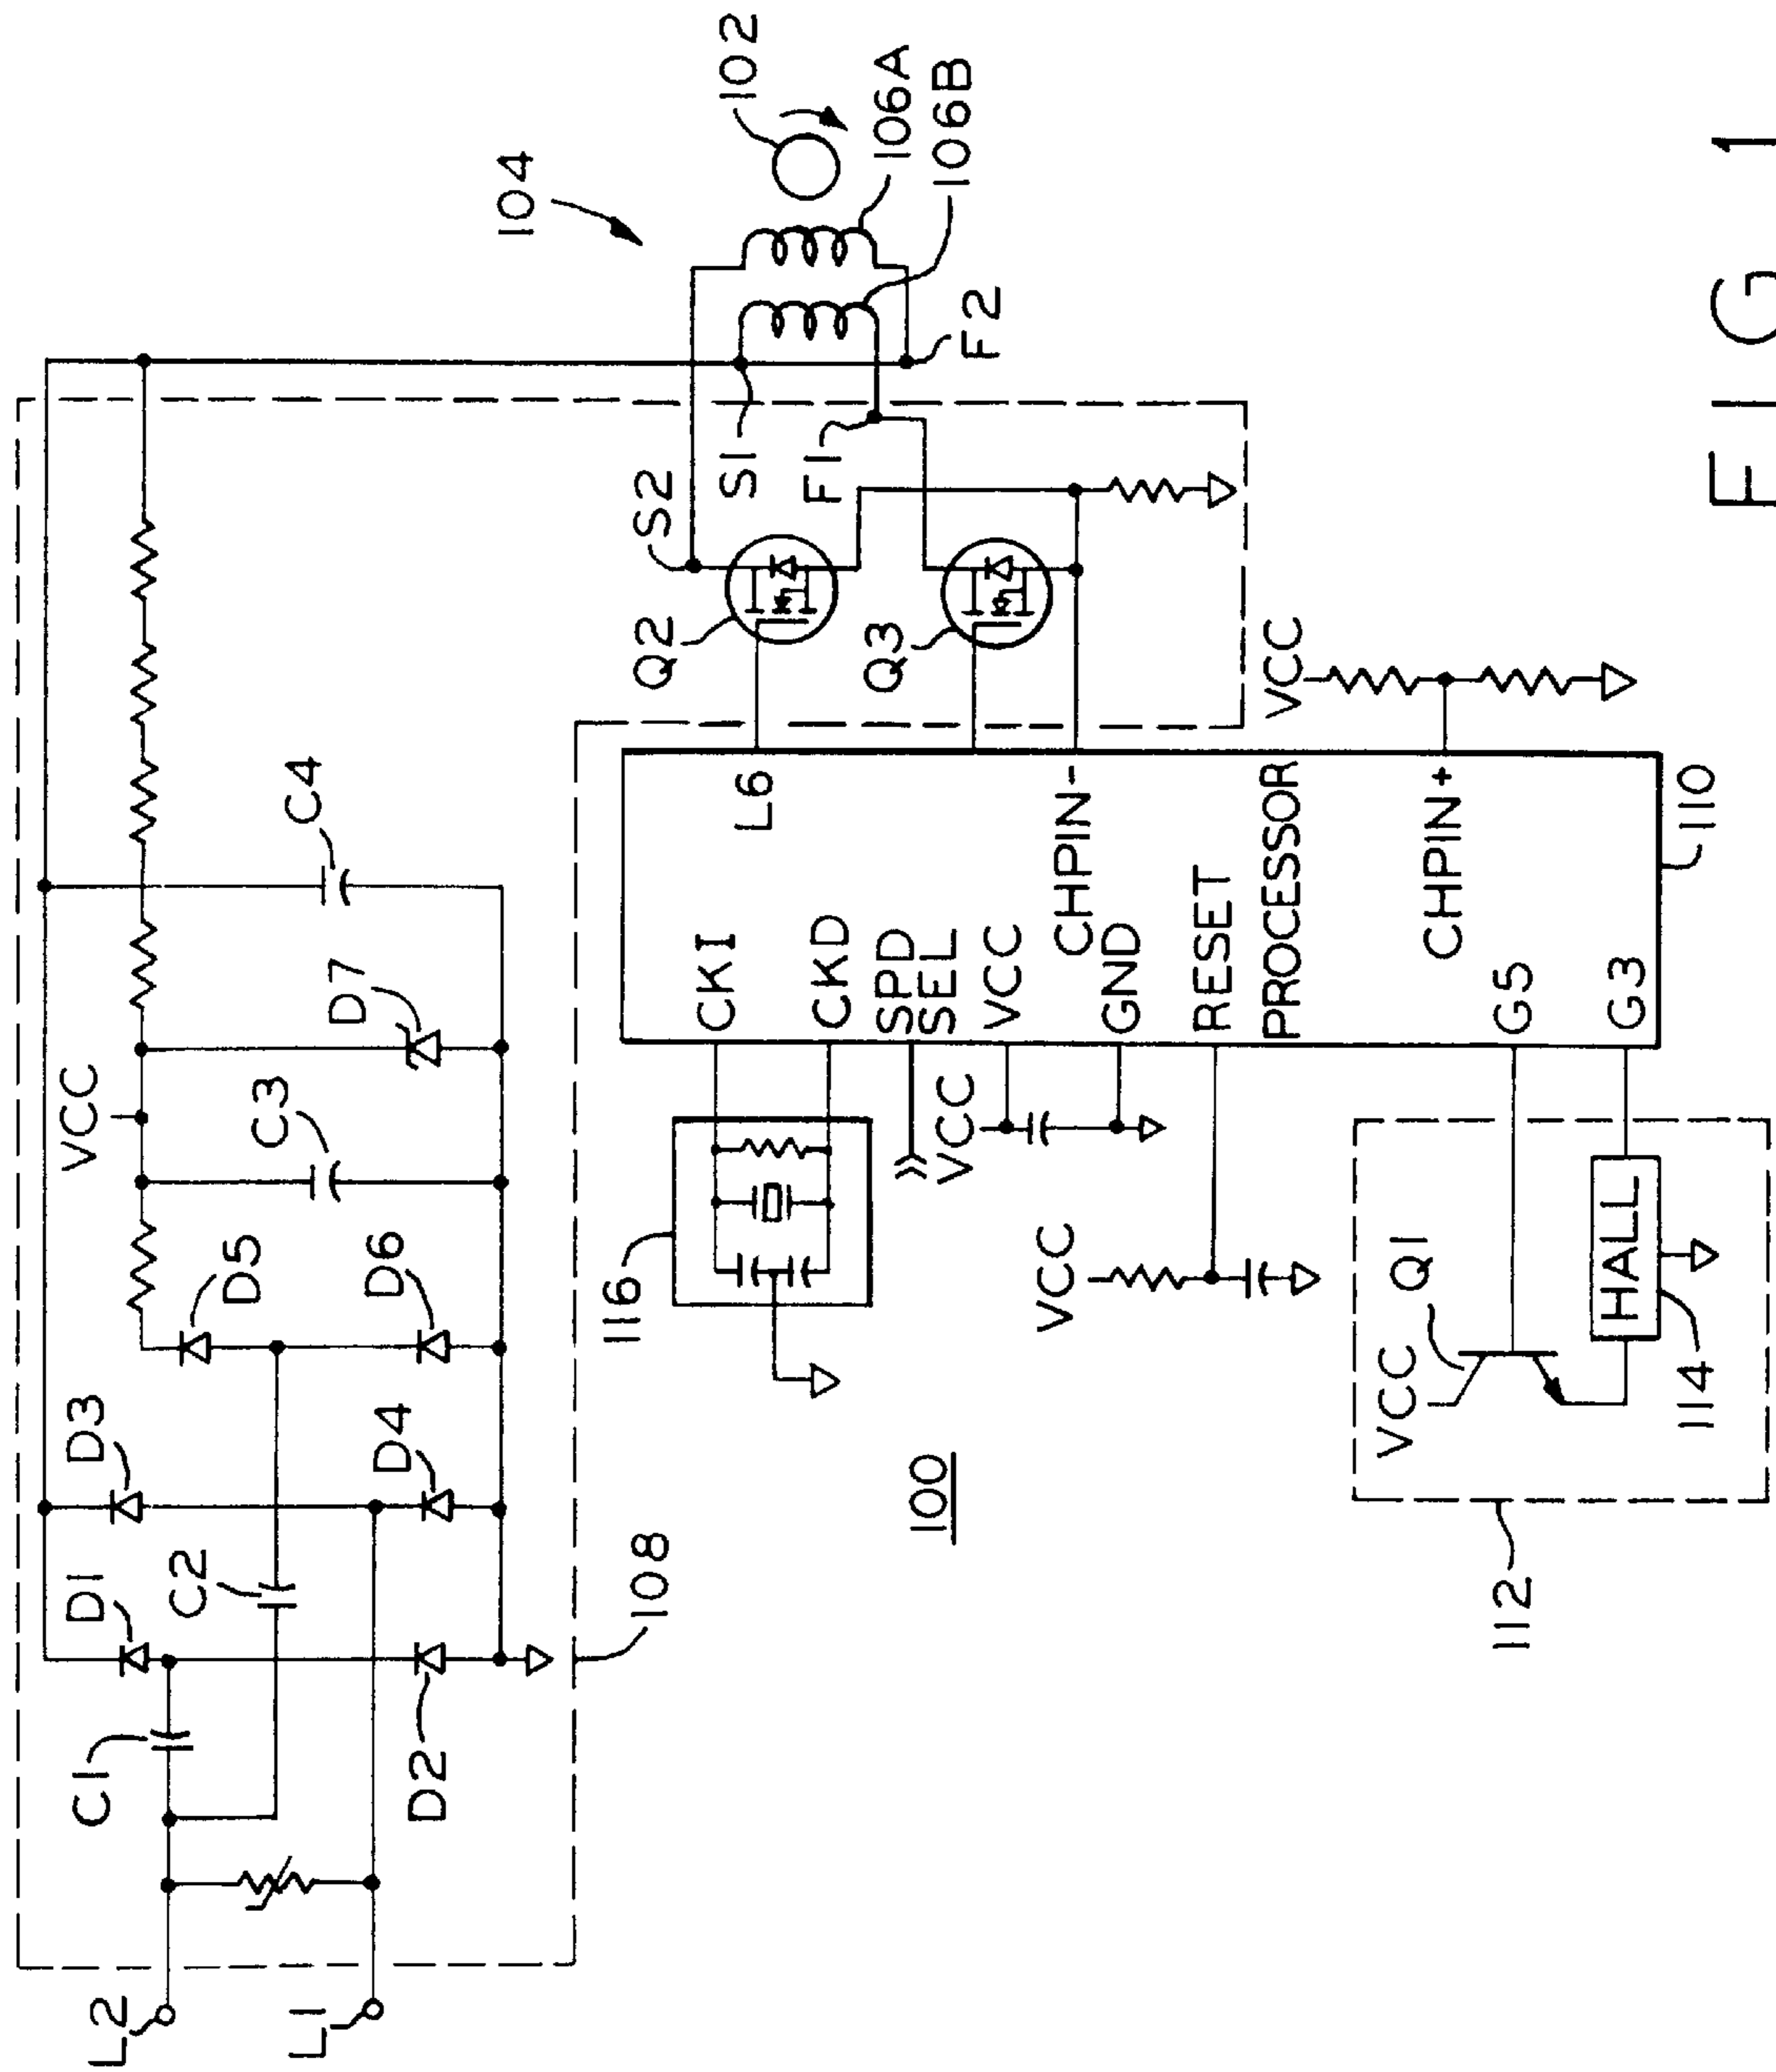 L2
L1
C1
D1
C2
D2
D3
D4
D5
D6
VCC
C3
D7
C4
108
104
102
106A
106B
S2
S1
F1
F2
Q2
Q3
116
CKI
CKD
SPD
SEL
VCC
GND
RESET
PROCESSOR
L6
CHPIN-
CHPIN+
G5
G3
110
VCC
VCC
VCC
100
112
VCC
Q1
HALL
114
FIG 1